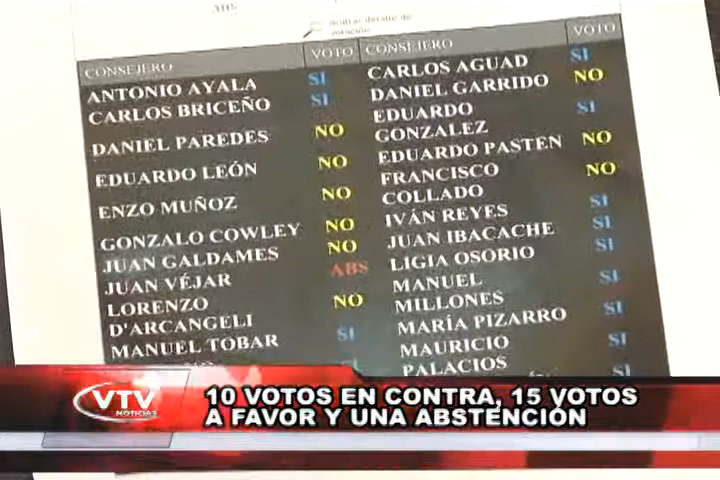 CONSEJERO VOTO CONSEJERO VOTO
ANTONIO AYALA SI CARLOS AGUAD SI
CARLOS BRICEÑO SI DANIEL GARRIDO NO
DANIEL PAREDES NO EDUARDO GONZALEZ SI
EDUARDO LEÓN NO EDUARDO PASTEN NO
ENZO MUÑOZ NO FRANCISCO COLLADO NO
GONZALO COWLEY NO IVÁN REYES SI
JUAN GALDAMES NO JUAN IBACACHE SI
JUAN VÉJAR ABS LIGIA OSORIO SI
LORENZO D'ARCANGELI NO MANUEL MILLONES SI
MANUEL TOBAR SI MARÍA PIZARRO SI
MAURICIO PALACIOS SI
SI
VTV NOTICIAS
10 VOTOS EN CONTRA, 15 VOTOS
A FAVOR Y UNA ABSTENCIÓN